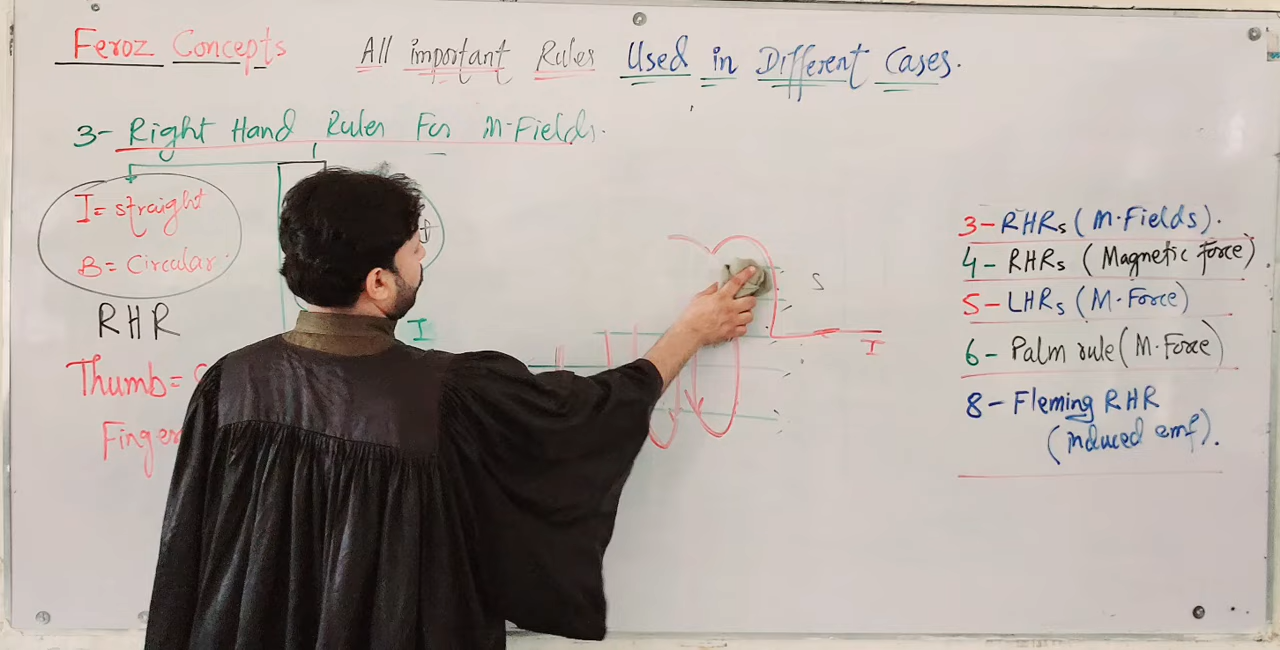 Feroz Concepts
All important Rules Used in Different Cases.
3- Right Hand Rules For M-Fields.
I = straight
B = Circular.
RHR
Thumb =
Finger
I
S
I
3- RHRs (M.Fields).
4- RHRs (Magnetic force)
5- LHRs (M-Force)
6- Palm rule (M.Force)
8- Fleming RHR
(induced emf).